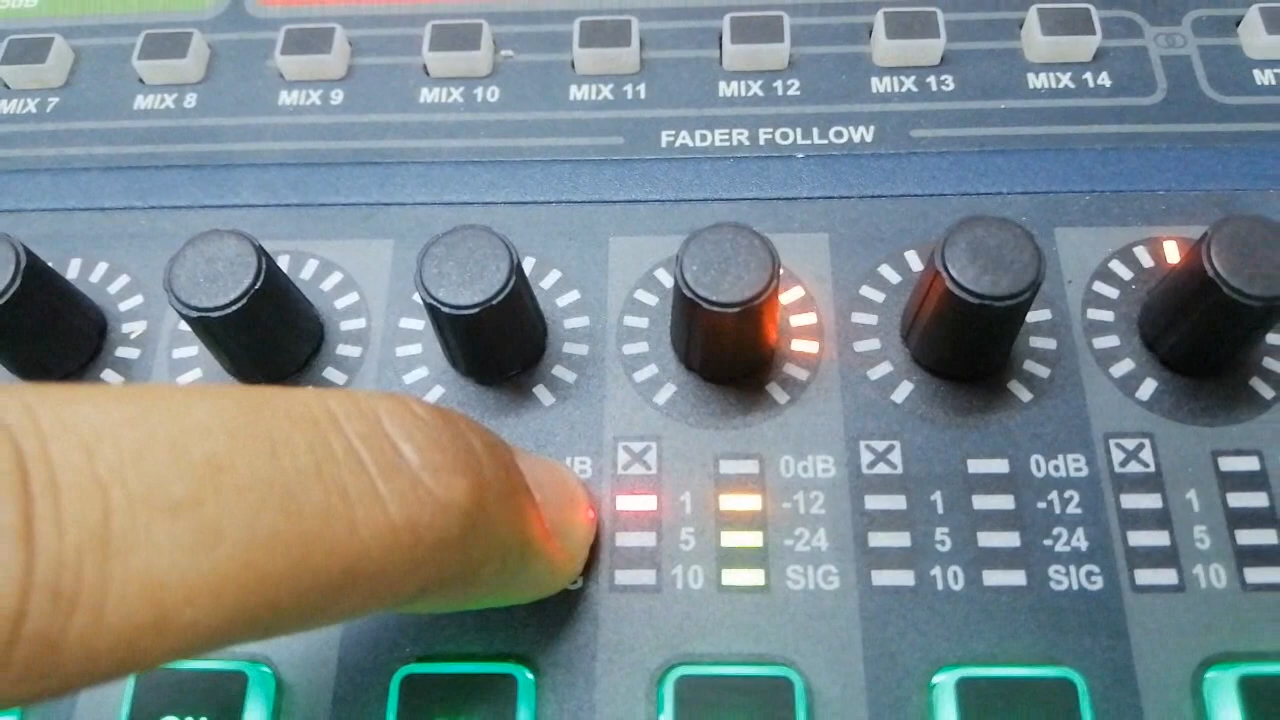 MIX 7 MIX 8 MIX 9 MIX 10 MIX 11 MIX 12 MIX 13 MIX 14
FADER FOLLOW
0dB 0dB
1 -12 1 -12 1
5 -24 5 -24 5
10 SIG 10 SIG 10